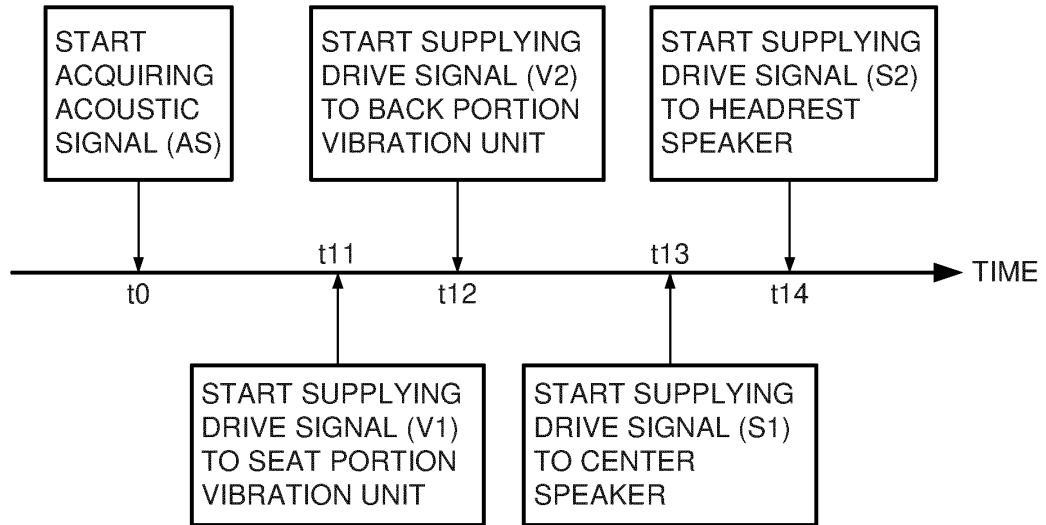 START
ACQUIRING
ACOUSTIC
SIGNAL (AS)
START SUPPLYING
DRIVE SIGNAL (V2)
TO BACK PORTION
VIBRATION UNIT
START SUPPLYING
DRIVE SIGNAL (S2)
TO HEADREST
SPEAKER
t11
t13
TIME
t0
t12
t14
START SUPPLYING
DRIVE SIGNAL (V1)
TO SEAT PORTION
VIBRATION UNIT
START SUPPLYING
DRIVE SIGNAL (S1)
TO CENTER
SPEAKER